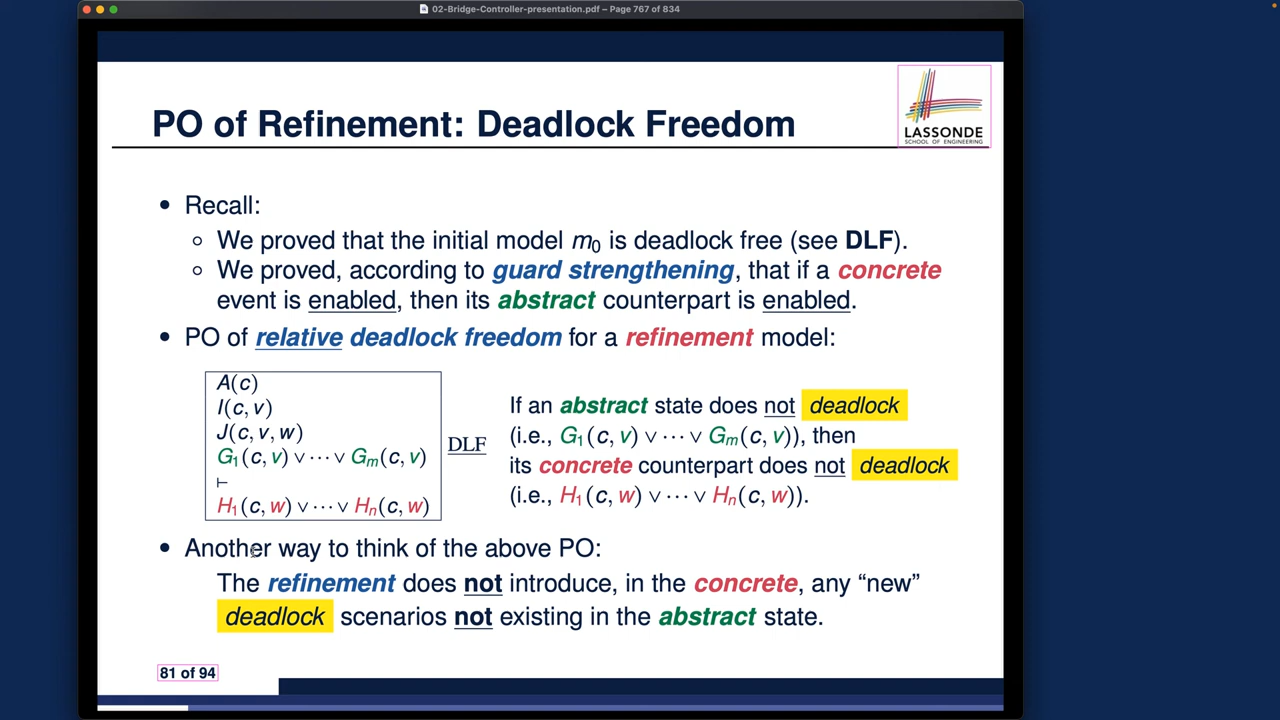 02-Bridge-Controller-presentation.pdf – Page 767 of 834
LASSONDE
SCHOOL OF ENGINEERING
PO of Refinement: Deadlock Freedom
• Recall:
○ We proved that the initial model m₀ is deadlock free (see DLF).
○ We proved, according to guard strengthening, that if a concrete
event is enabled, then its abstract counterpart is enabled.
• PO of relative deadlock freedom for a refinement model:
A(c)
I(c, v)
J(c, v, w)
G₁(c, v) ∨ ⋯ ∨ Gₘ(c, v)
⊢
H₁(c, w) ∨ ⋯ ∨ Hₙ(c, w)
DLF
If an abstract state does not deadlock
(i.e., G₁(c, v) ∨ ⋯ ∨ Gₘ(c, v)), then
its concrete counterpart does not deadlock
(i.e., H₁(c, w) ∨ ⋯ ∨ Hₙ(c, w)).
• Another way to think of the above PO:
The refinement does not introduce, in the concrete, any “new”
deadlock scenarios not existing in the abstract state.
81 of 94